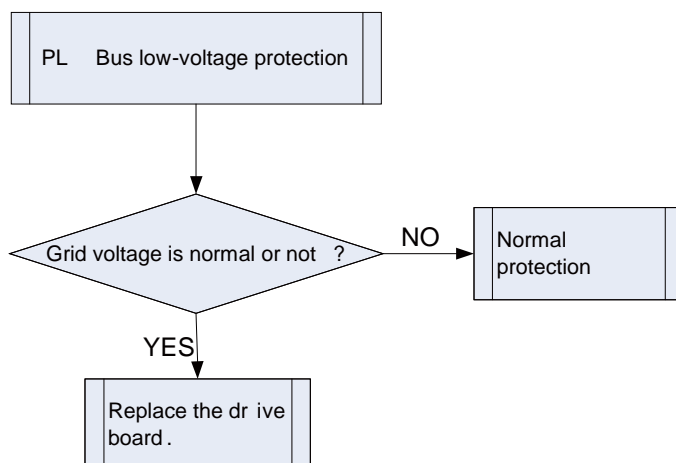 PL Bus low-voltage protection
Grid voltage is normal or not ?
NO
Normal
protection
YES
Replace the dr ive
board .